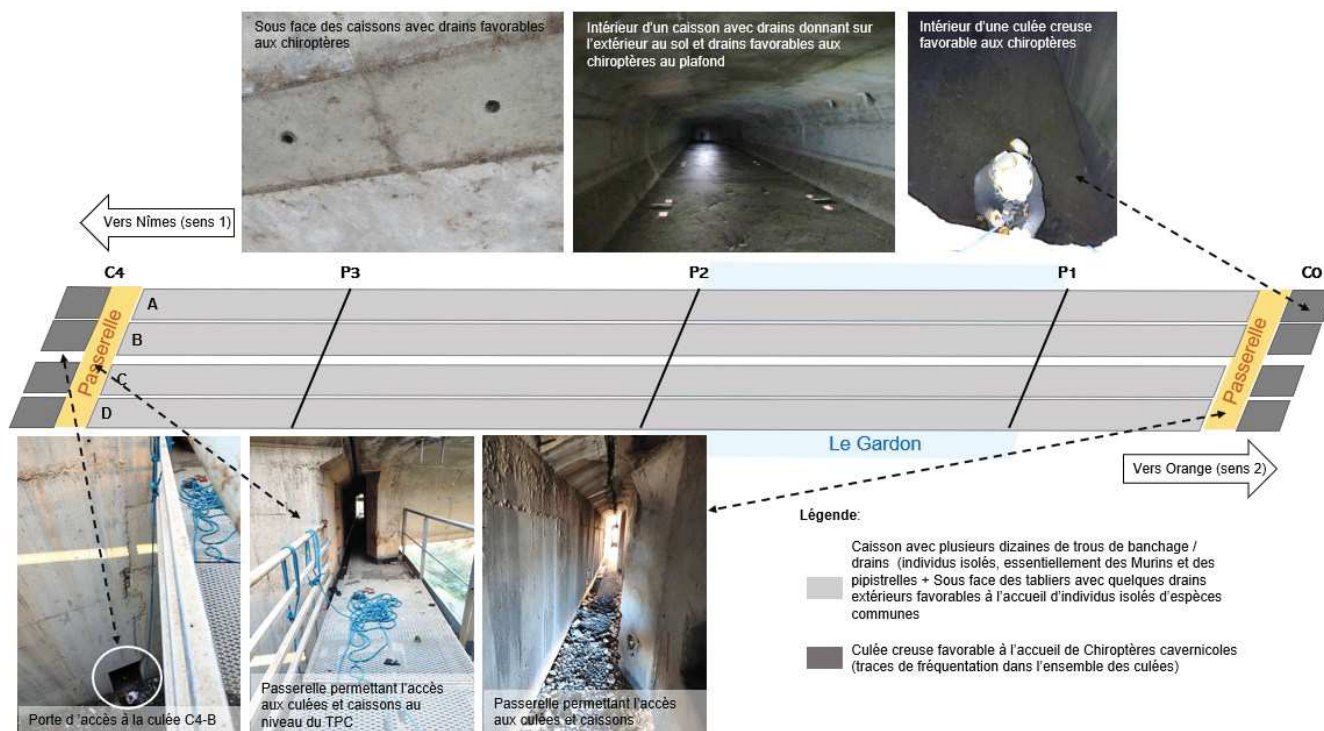 Sous face des caissons avec drains favorables
aux chiroptères
Intérieur d'un caisson avec drains donnant sur
l'extérieur au sol et drains favorables aux
chiroptères au plafond
Intérieur d'une culée creuse
favorable aux chiroptères
Vers Nîmes (sens 1)
C4
P3
P2
P1
C0
A
B
C
D
Passerelle
Passerelle
Le Gardon
Vers Orange (sens 2)
Porte d 'accès à la culée C4-B
Passerelle permettant l'accès
aux culées et caissons au
niveau du TPC
Passerelle permettant l'accès
aux culées et caissons
Légende:
Caisson avec plusieurs dizaines de trous de banchage /
drains (individus isolés, essentiellement des Murins et des
pipistrelles + Sous face des tabliers avec quelques drains
extérieurs favorables à l'accueil d'individus isolés d'espèces
communes
Culée creuse favorable à l'accueil de Chiroptères cavernicoles
(traces de fréquentation dans l'ensemble des culées)